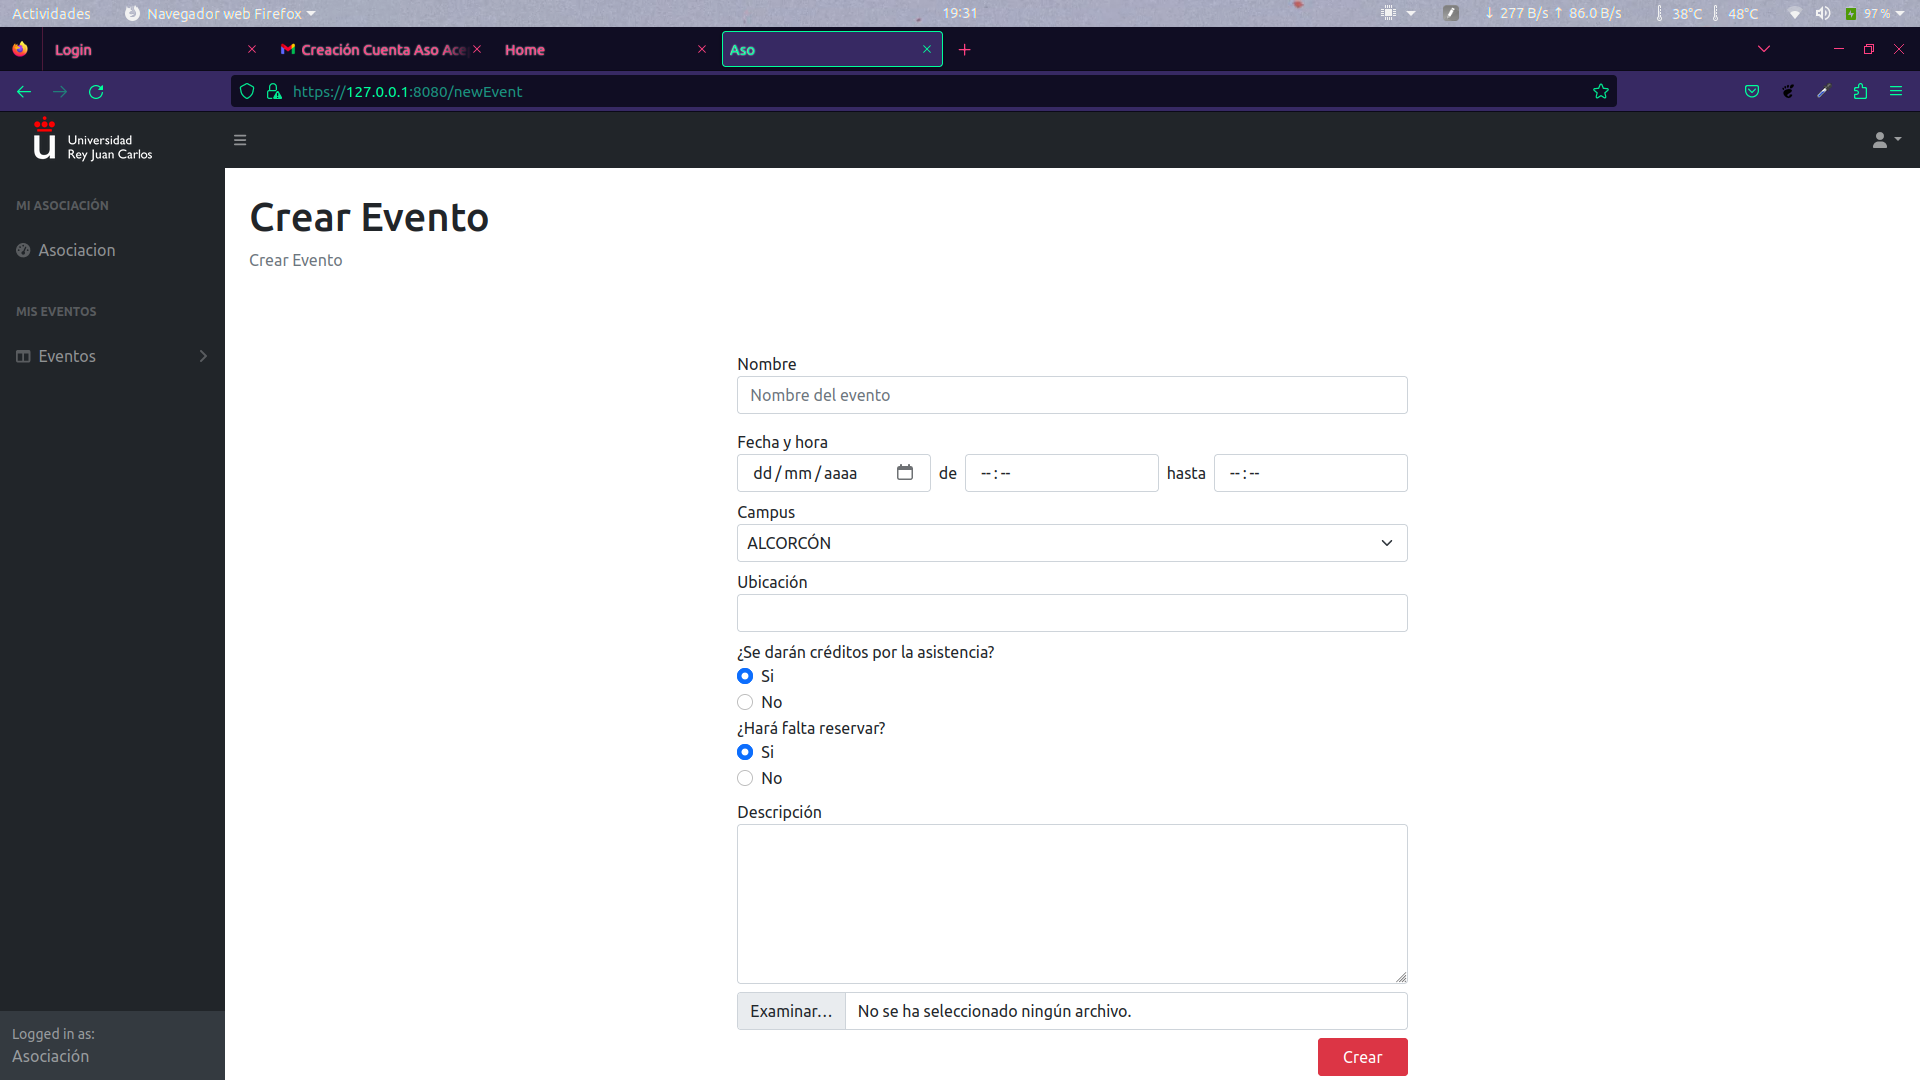 Actividades Navegador web Firefox 19:31 ↓ 277 B/s ↑ 86.0 B/s 38°C 48°C 97 %
Login Creación Cuenta Aso Ace Home Aso
https://127.0.0.1:8080/newEvent
Universidad
Rey Juan Carlos
MI ASOCIACIÓN
Asociacion
MIS EVENTOS
Eventos
Logged in as:
Asociación
Crear Evento
Crear Evento
Nombre
Nombre del evento
Fecha y hora
dd/mm/aaaa de --:-- hasta --:--
Campus
ALCORCÓN
Ubicación
¿Se darán créditos por la asistencia?
Si
No
¿Hará falta reservar?
Si
No
Descripción
Examinar... No se ha seleccionado ningún archivo.
Crear